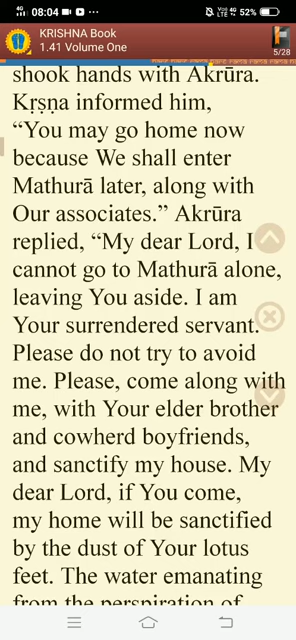 4G 08:04
VoLTE 4G 52%
KRISHNA Book
1.41 Volume One
5/28
shook hands with Akrūra.
Kṛṣṇa informed him,
“You may go home now
because We shall enter
Mathurā later, along with
Our associates.” Akrūra
replied, “My dear Lord, I
cannot go to Mathurā alone,
leaving You aside. I am
Your surrendered servant.
Please do not try to avoid
me. Please, come along with
me, with Your elder brother
and cowherd boyfriends,
and sanctify my house. My
dear Lord, if You come,
my home will be sanctified
by the dust of Your lotus
feet. The water emanating
from the perspiration of